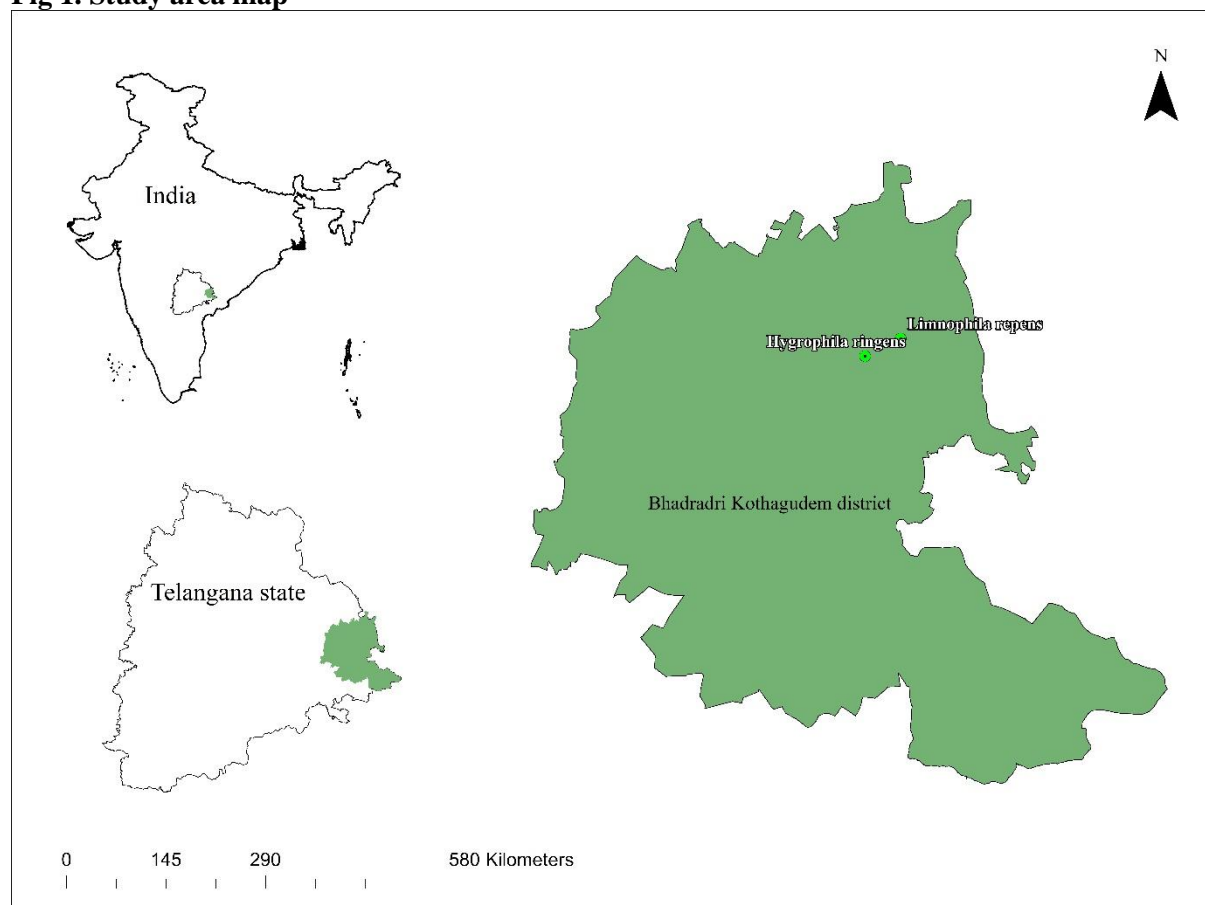 Fig 1. Study area map
N
India
Limnophila repens
Hygrophila ringens
Bhadradri Kothagudem district
Telangana state
0 145 290 580 Kilometers